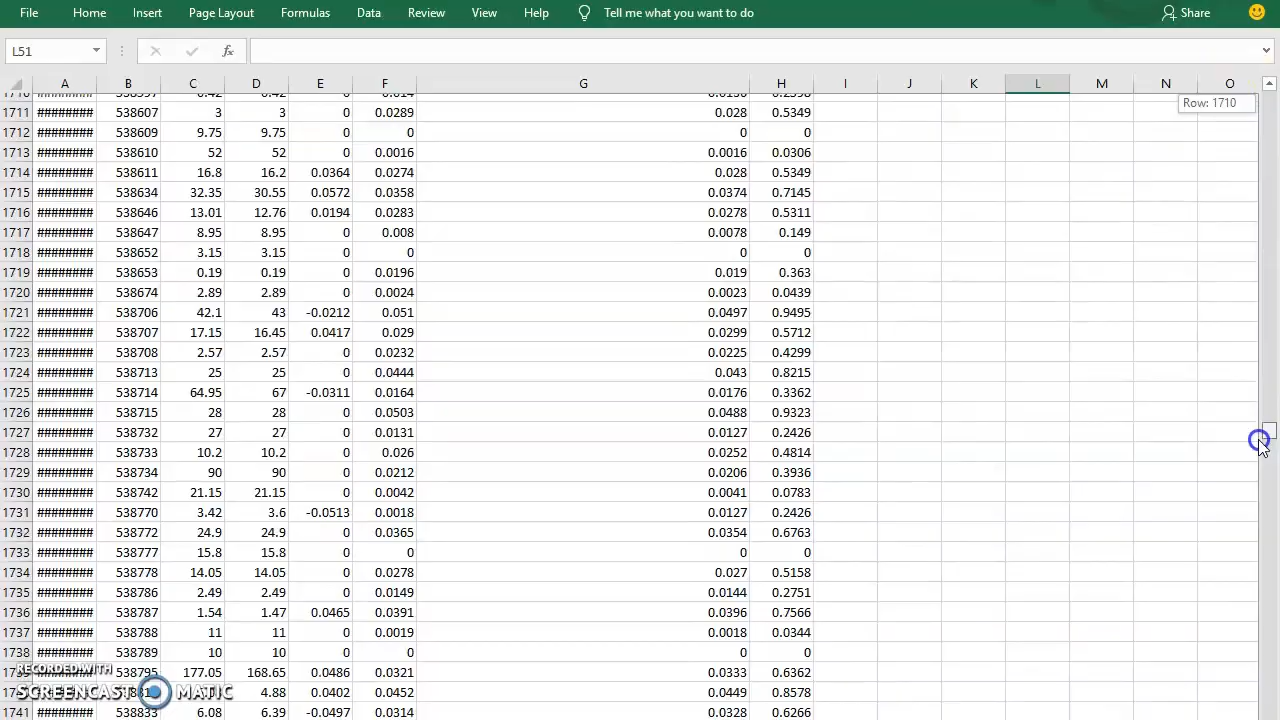 File Home Insert Page Layout Formulas Data Review View Help Tell me what you want to do Share
L51 fx
A B C D E F G H I J K L M N O
Row: 1710
1711 ######## 538607 3 3 0 0.0289 0.028 0.5349
1712 ######## 538609 9.75 9.75 0 0 0 0
1713 ######## 538610 52 52 0 0.0016 0.0016 0.0306
1714 ######## 538611 16.8 16.2 0.0364 0.0274 0.028 0.5349
1715 ######## 538634 32.35 30.55 0.0572 0.0358 0.0374 0.7145
1716 ######## 538646 13.01 12.76 0.0194 0.0283 0.0278 0.5311
1717 ######## 538647 8.95 8.95 0 0.008 0.0078 0.149
1718 ######## 538652 3.15 3.15 0 0 0 0
1719 ######## 538653 0.19 0.19 0 0.0196 0.019 0.363
1720 ######## 538674 2.89 2.89 0 0.0024 0.0023 0.0439
1721 ######## 538706 42.1 43 -0.0212 0.051 0.0497 0.9495
1722 ######## 538707 17.15 16.45 0.0417 0.029 0.0299 0.5712
1723 ######## 538708 2.57 2.57 0 0.0232 0.0225 0.4299
1724 ######## 538713 25 25 0 0.0444 0.043 0.8215
1725 ######## 538714 64.95 67 -0.0311 0.0164 0.0176 0.3362
1726 ######## 538715 28 28 0 0.0503 0.0488 0.9323
1727 ######## 538732 27 27 0 0.0131 0.0127 0.2426
1728 ######## 538733 10.2 10.2 0 0.026 0.0252 0.4814
1729 ######## 538734 90 90 0 0.0212 0.0206 0.3936
1730 ######## 538742 21.15 21.15 0 0.0042 0.0041 0.0783
1731 ######## 538770 3.42 3.6 -0.0513 0.0018 0.0127 0.2426
1732 ######## 538772 24.9 24.9 0 0.0365 0.0354 0.6763
1733 ######## 538777 15.8 15.8 0 0 0 0
1734 ######## 538778 14.05 14.05 0 0.0278 0.027 0.5158
1735 ######## 538786 2.49 2.49 0 0.0149 0.0144 0.2751
1736 ######## 538787 1.54 1.47 0.0465 0.0391 0.0396 0.7566
1737 ######## 538788 11 11 0 0.0019 0.0018 0.0344
1738 ######## 538789 10 10 0 0 0 0
######## 538795 177.05 168.65 0.0486 0.0321 0.0333 0.6362
4.88 0.0402 0.0452 0.0449 0.8578
1741 ######## 538833 6.08 6.39 -0.0497 0.0314 0.0328 0.6266
RECORDED WITH
SCREENCAST MATIC